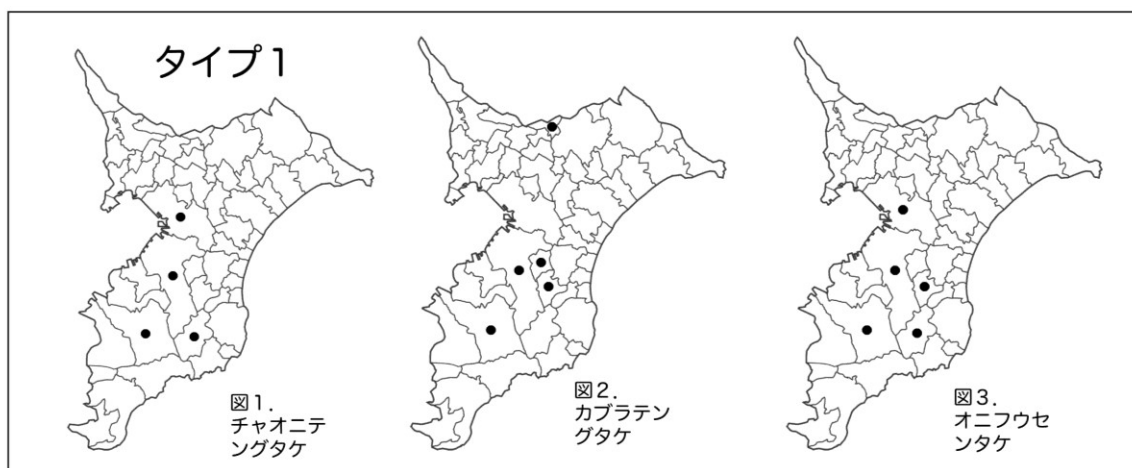 タイプ1
図1.
チャオニテ
ングタケ
図2.
カブラテン
グタケ
図3.
オニフウセ
ンタケ